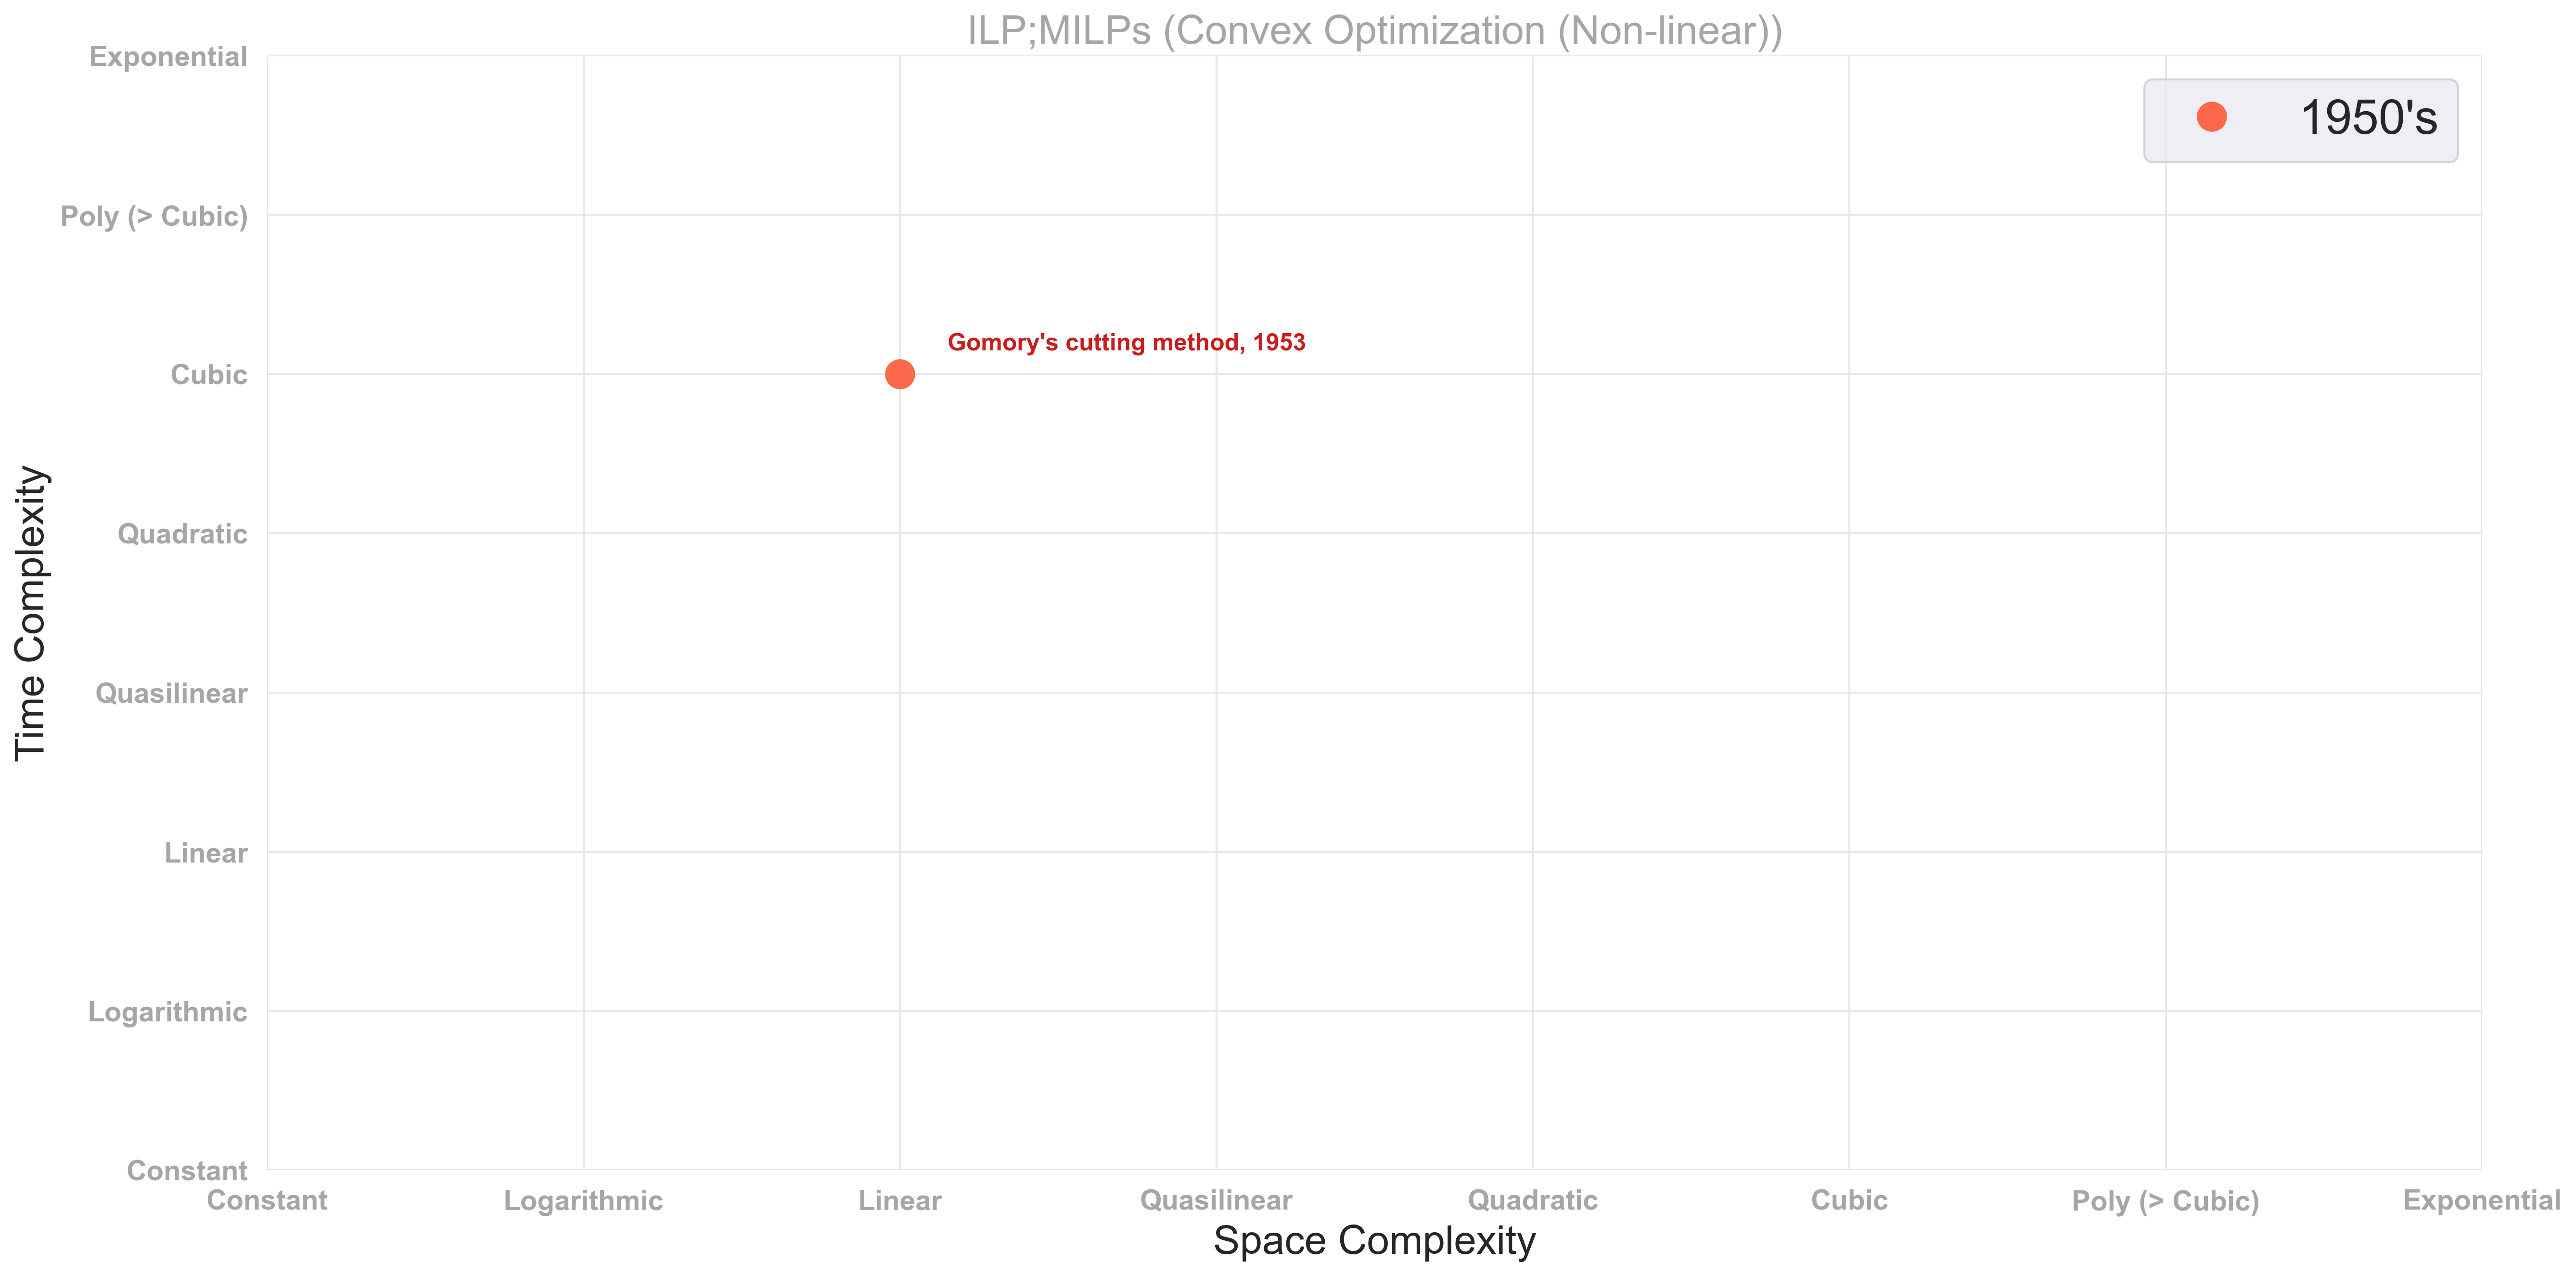 ILP;MILPs (Convex Optimization (Non-linear))
Exponential
1950's
Poly (> Cubic)
Gomory's cutting method, 1953
Cubic
Quadratic
Time Complexity
Quasilinear
Linear
Logarithmic
Constant
Constant Logarithmic Linear Quasilinear Quadratic Cubic Poly (> Cubic) Exponential
Space Complexity